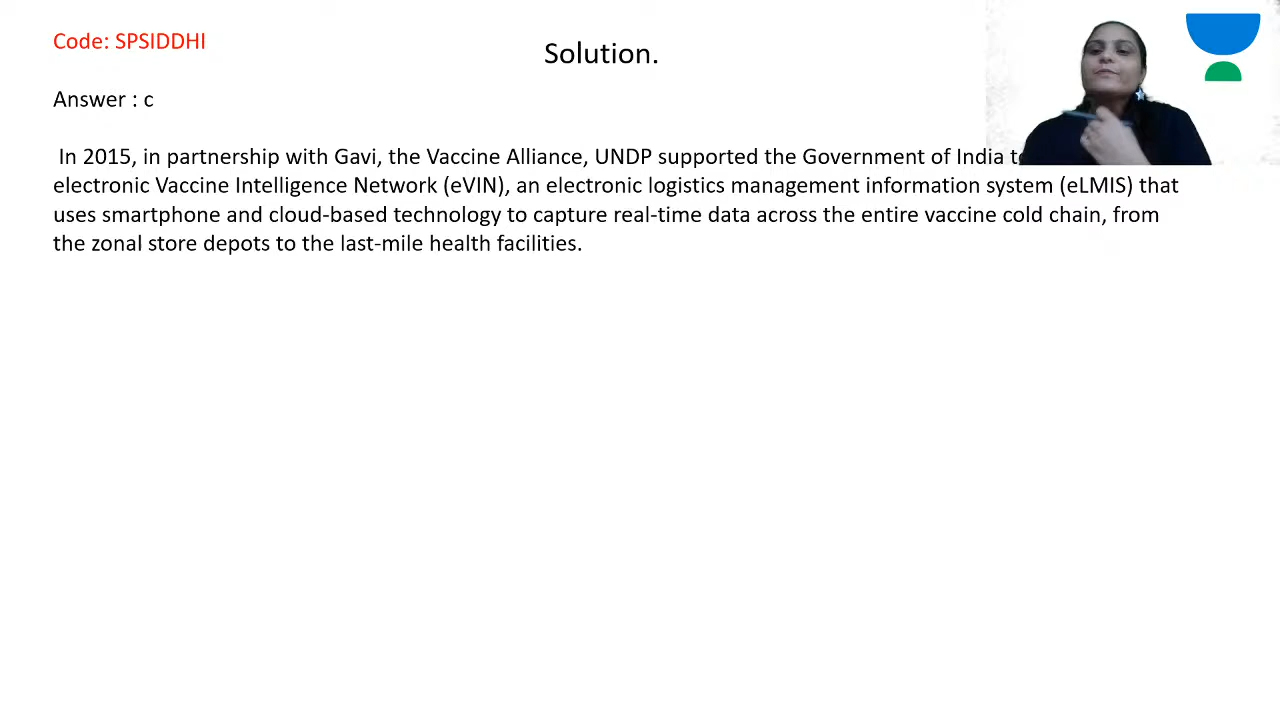 Code: SPSIDDHI
Solution.
Answer : c
In 2015, in partnership with Gavi, the Vaccine Alliance, UNDP supported the Government of India
electronic Vaccine Intelligence Network (eVIN), an electronic logistics management information system (eLMIS) that
uses smartphone and cloud-based technology to capture real-time data across the entire vaccine cold chain, from
the zonal store depots to the last-mile health facilities.